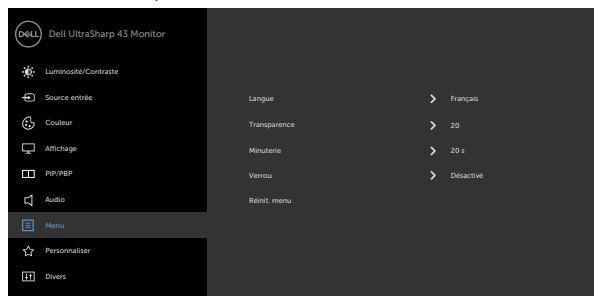 DELL Dell UltraSharp 43 Monitor
Luminosité/Contraste
Source entrée
Couleur
Affichage
PIP/PBP
Audio
Menu
Personnaliser
Divers
Langue Français
Transparence 20
Minuterie 20 s
Verrou Désactivé
Réinit. menu